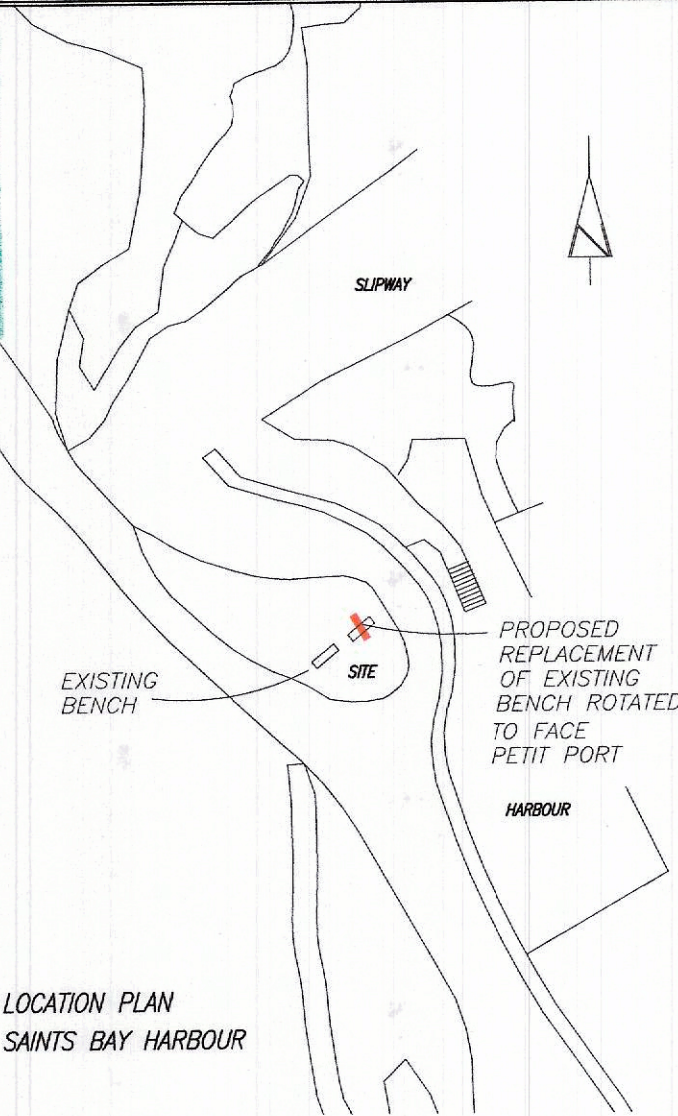 SLIPWAY
PROPOSED
REPLACEMENT
OF EXISTING
BENCH ROTATED
TO FACE
PETIT PORT
SITE
EXISTING
BENCH
HARBOUR
LOCATION PLAN
SAINTS BAY HARBOUR